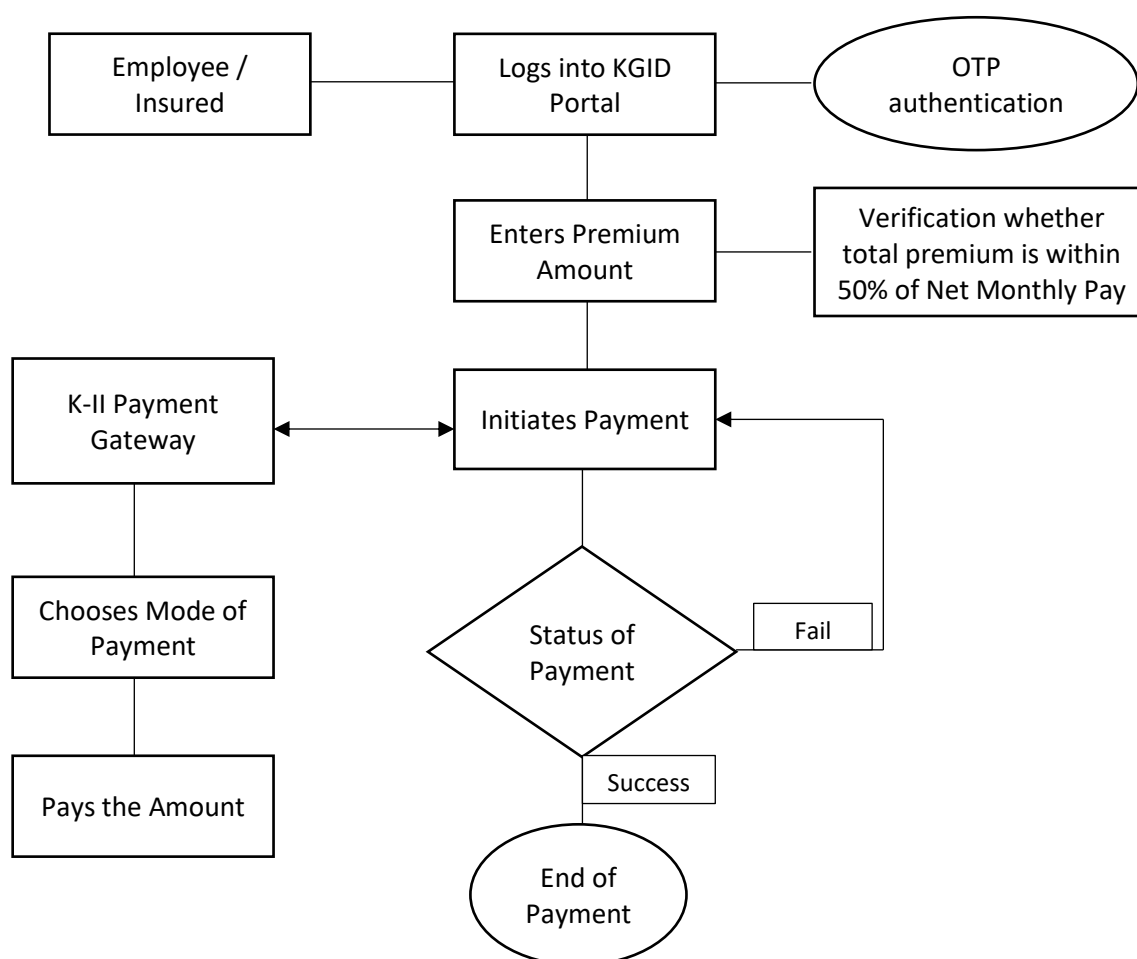 Employee /
Insured
Logs into KGID
Portal
OTP
authentication
Enters Premium
Amount
Verification whether
total premium is within
50% of Net Monthly Pay
K-II Payment
Gateway
Initiates Payment
Chooses Mode of
Payment
Status of
Payment
Fail
Pays the Amount
Success
End of
Payment